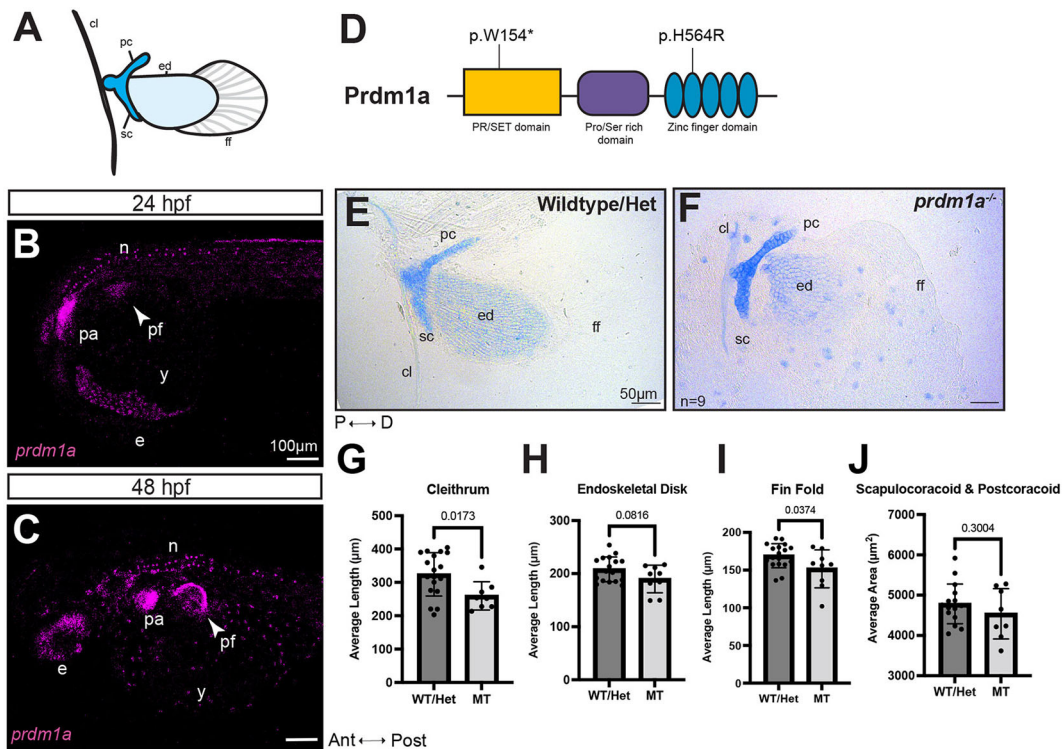 A
cl
pc
ed
sc
ff
D
p.W154*
p.H564R
Prdm1a
PR/SET domain
Pro/Ser rich
domain
Zinc finger domain
24 hpf
B
n
pa
pf
y
e
prdm1a
100µm
48 hpf
C
n
pa
pf
e
y
prdm1a
Ant Post
E
Wildtype/Het
pc
ed
sc
ff
cl
50µm
P D
F
prdm1a-/-
pc
cl
ed
ff
sc
n=9
G
Cleithrum
0.0173
Average Length (µm)
500
400
300
200
100
0
WT/Het MT
H
Endoskeletal Disk
0.0816
Average Length (µm)
300
200
100
0
WT/Het MT
I
Fin Fold
0.0374
Average Length (µm)
200
150
100
50
0
WT/Het MT
J
Scapulocoracoid & Postcoracoid
0.3004
Average Area (µm²)
7000
6000
5000
4000
3000
WT/Het MT